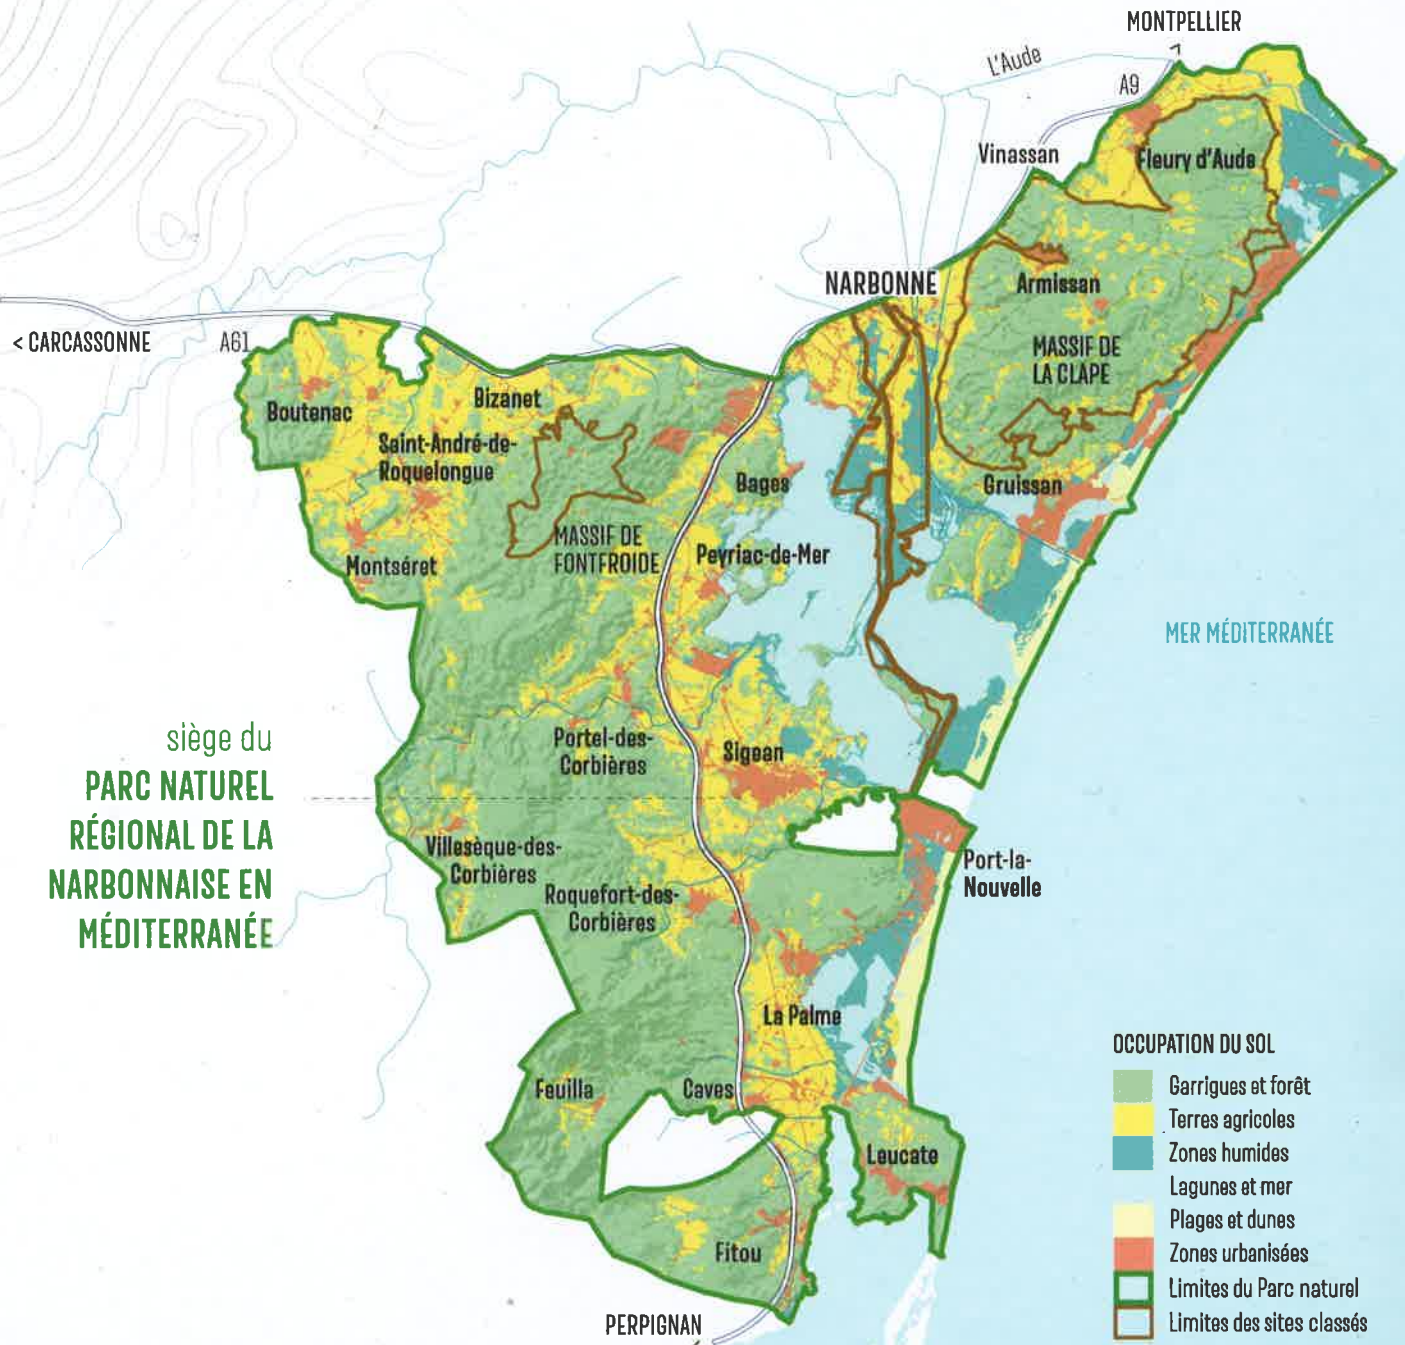 MONTPELLIER
L'Aude
A9
Vinassan
Fleury d'Aude
NARBONNE
Armissan
< CARCASSONNE
A61
MASSIF DE
LA CLAPE
Boutenac
Bizanet
Saint-André-de-
Roquelongue
Bages
Gruissan
MASSIF DE
FONTFROIDE
Peyriac-de-Mer
Montséret
MER MÉDITERRANÉE
siège du
PARC NATUREL
RÉGIONAL DE LA
NARBONNAISE EN
MÉDITERRANÉE
Portel-des-
Corbières
Sigean
Villesèque-des-
Corbières
Port-la-
Nouvelle
Roquefort-des-
Corbières
La Palme
Feuilla
Caves
Leucate
Fitou
PERPIGNAN
OCCUPATION DU SOL
Garrigues et forêt
Terres agricoles
Zones humides
Lagunes et mer
Plages et dunes
Zones urbanisées
Limites du Parc naturel
Limites des sites classés